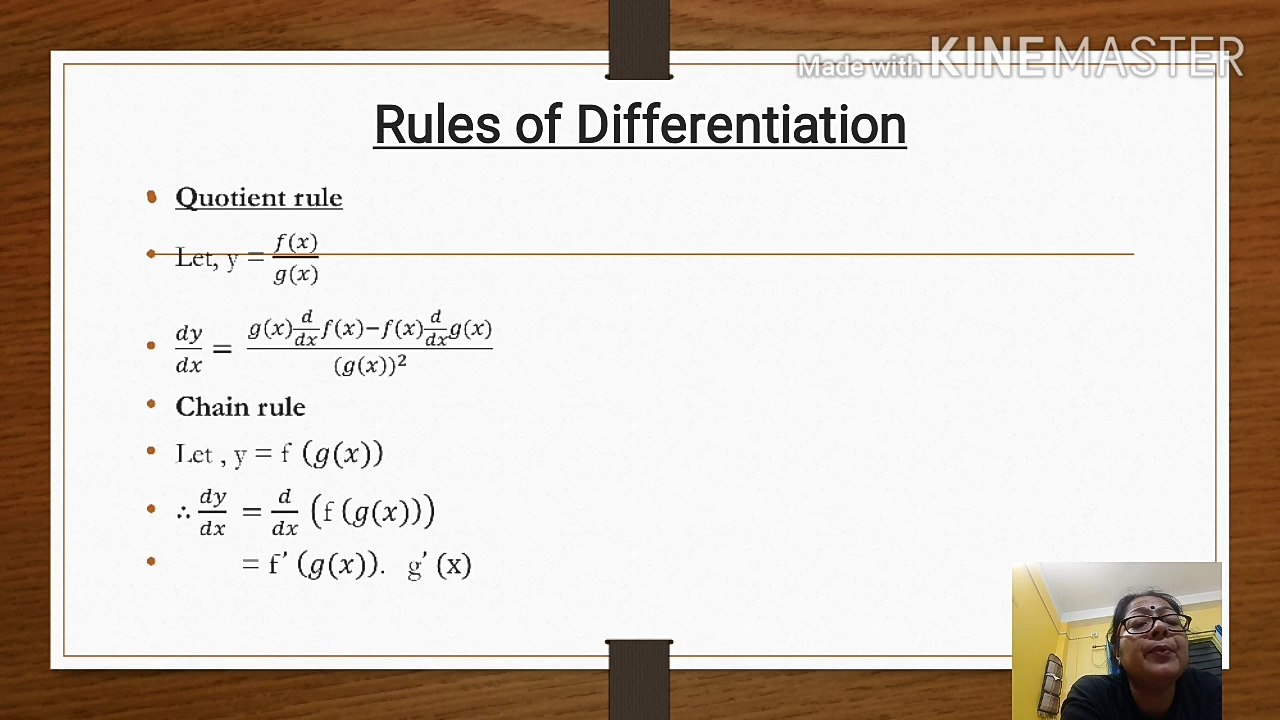 Made with KINEMASTER
Rules of Differentiation
• Quotient rule
• Let, y = f(x)/g(x)
• dy/dx = (g(x) d/dx f(x) − f(x) d/dx g(x))/(g(x))²
• Chain rule
• Let , y = f (g(x))
• ∴ dy/dx = d/dx (f (g(x)))
• = f′ (g(x)). g′ (x)